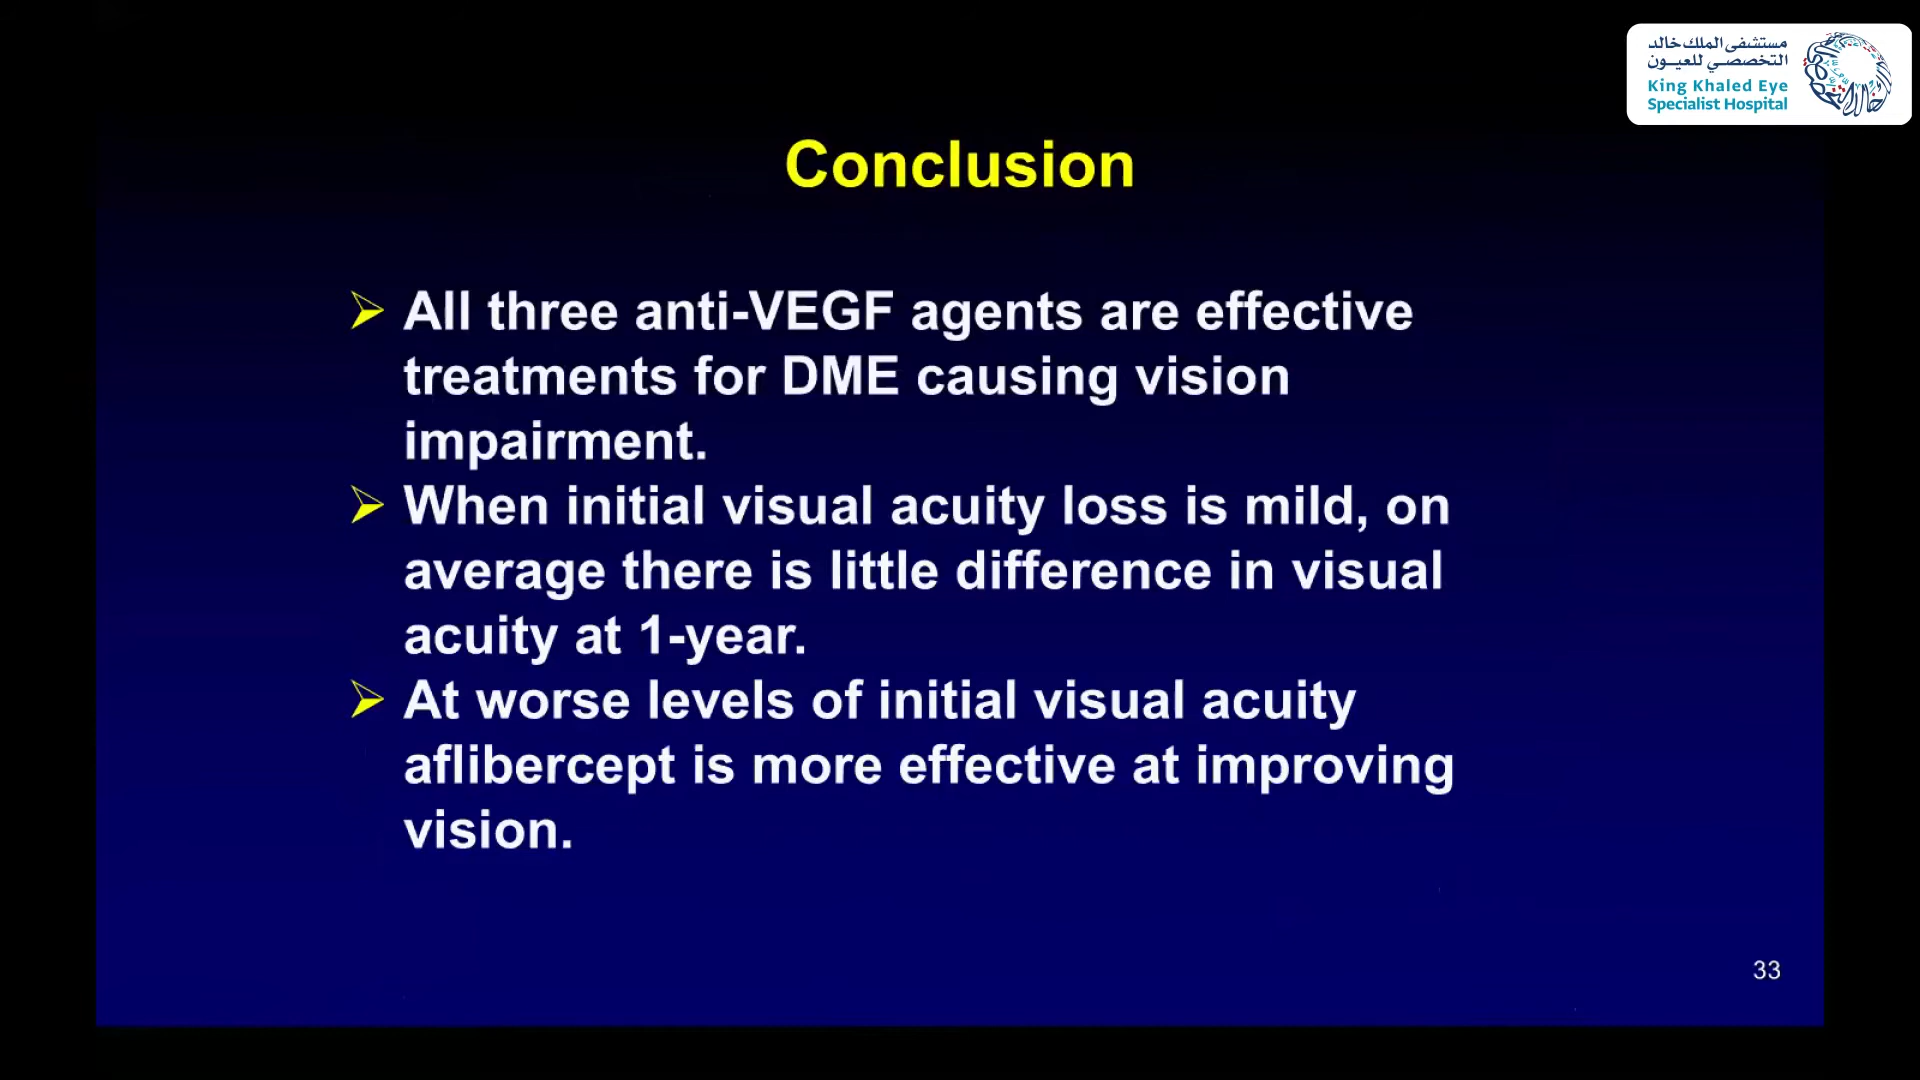 مستشفى الملك خالد
التخصصي للعيون
King Khaled Eye
Specialist Hospital
Conclusion
All three anti-VEGF agents are effective
treatments for DME causing vision
impairment.
When initial visual acuity loss is mild, on
average there is little difference in visual
acuity at 1-year.
At worse levels of initial visual acuity
aflibercept is more effective at improving
vision.
33